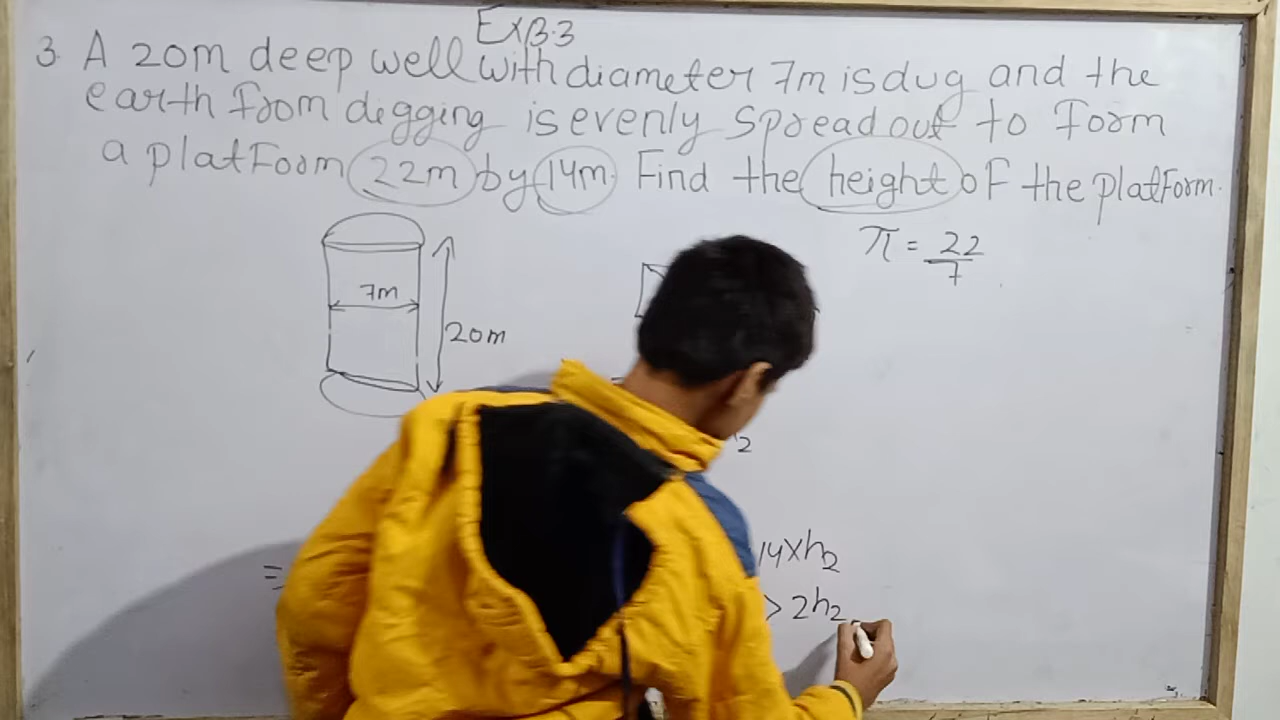 Ex 13.3
3. A 20m deep well with diameter 7m is dug and the
earth from digging is evenly spread out to form
a platform 22m by 14m. Find the height of the platform.
π = 22/7
7m
20m
2
=
14×h2
> 2h2